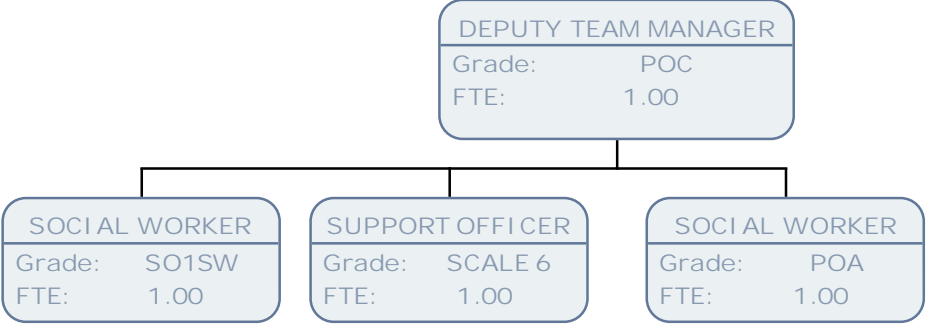 DEPUTY TEAM MANAGER
Grade: POC
FTE: 1.00
SOCIAL WORKER
Grade: SO1SW
FTE: 1.00
SUPPORT OFFICER
Grade: SCALE 6
FTE: 1.00
SOCIAL WORKER
Grade: POA
FTE: 1.00